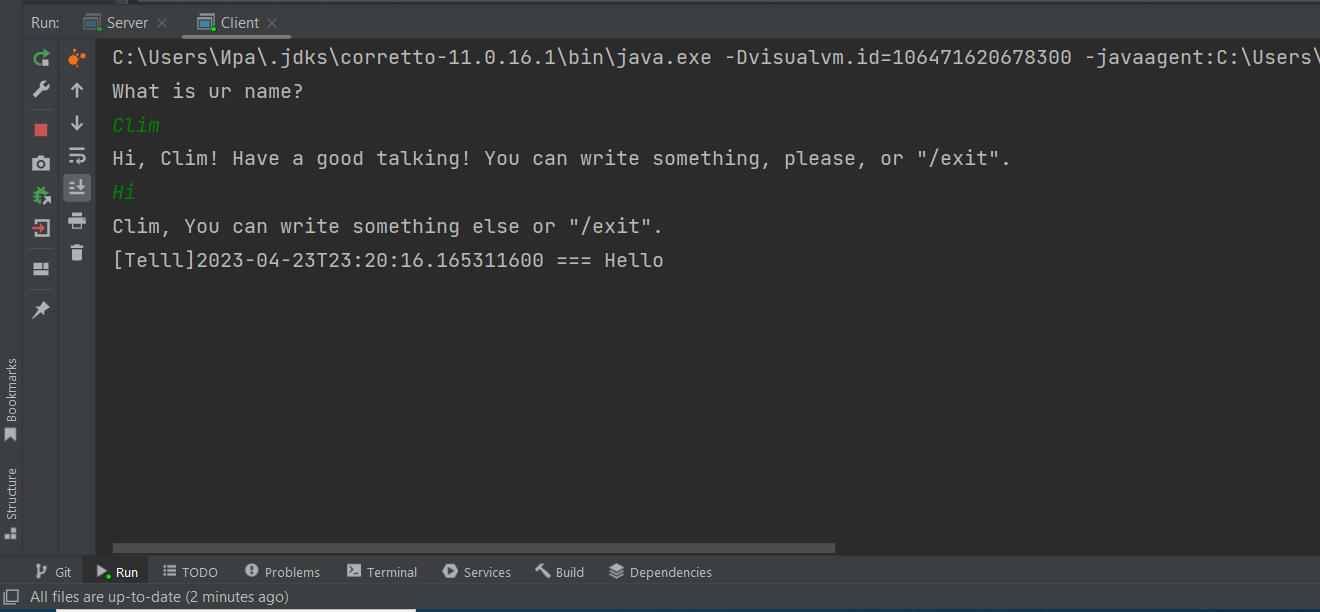 Run: Server Client
C:\Users\Ира\.jdks\corretto-11.0.16.1\bin\java.exe -Dvisualvm.id=106471620678300 -javaagent:C:\Users\
What is ur name?
Clim
Hi, Clim! Have a good talking! You can write something, please, or "/exit".
Hi
Clim, You can write something else or "/exit".
[Telll]2023-04-23T23:20:16.165311600 === Hello
Bookmarks
Structure
Git Run TODO Problems Terminal Services Build Dependencies
All files are up-to-date (2 minutes ago)